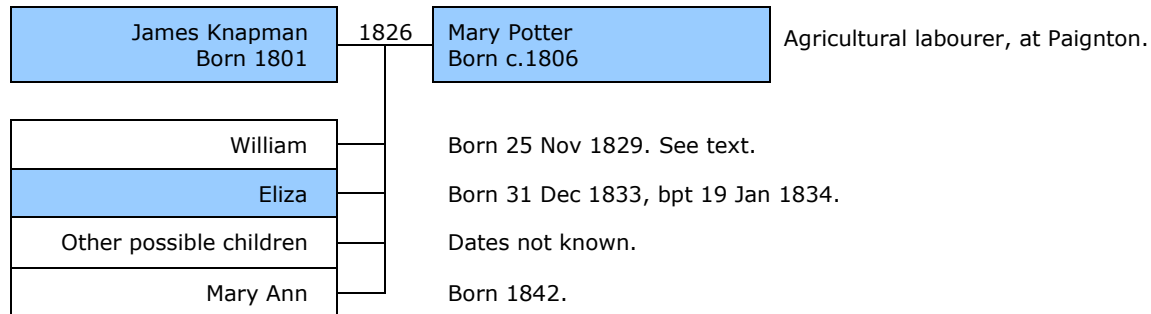 James Knapman
Born 1801
1826
Mary Potter
Born c.1806
Agricultural labourer, at Paignton.
William
Born 25 Nov 1829. See text.
Eliza
Born 31 Dec 1833, bpt 19 Jan 1834.
Other possible children
Dates not known.
Mary Ann
Born 1842.